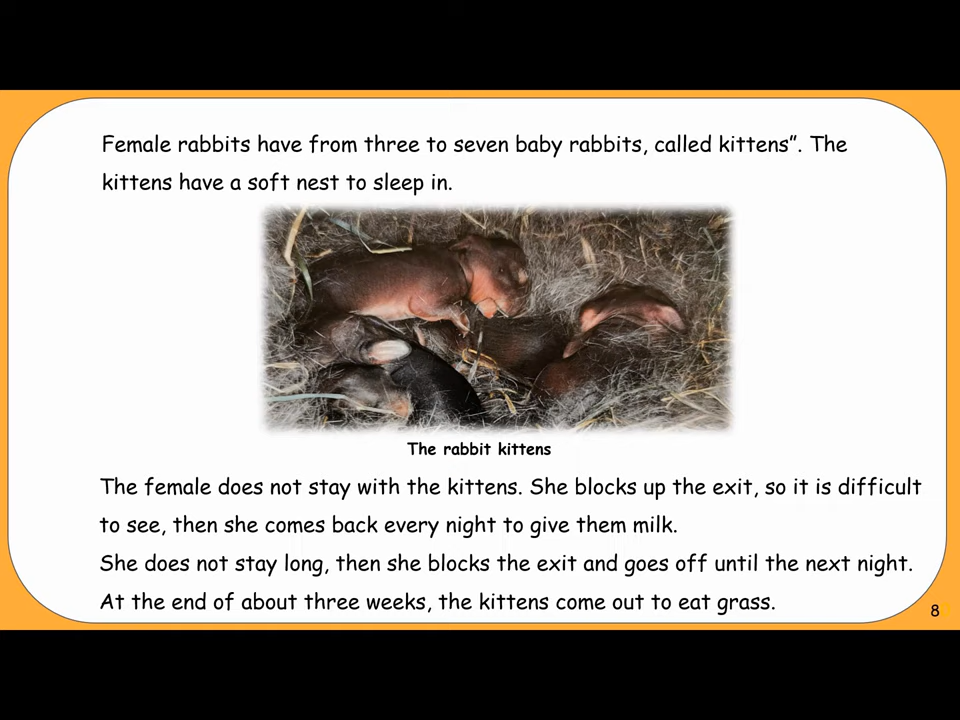 Female rabbits have from three to seven baby rabbits, called kittens”. The
kittens have a soft nest to sleep in.
The rabbit kittens
The female does not stay with the kittens. She blocks up the exit, so it is difficult
to see, then she comes back every night to give them milk.
She does not stay long, then she blocks the exit and goes off until the next night.
At the end of about three weeks, the kittens come out to eat grass.
8